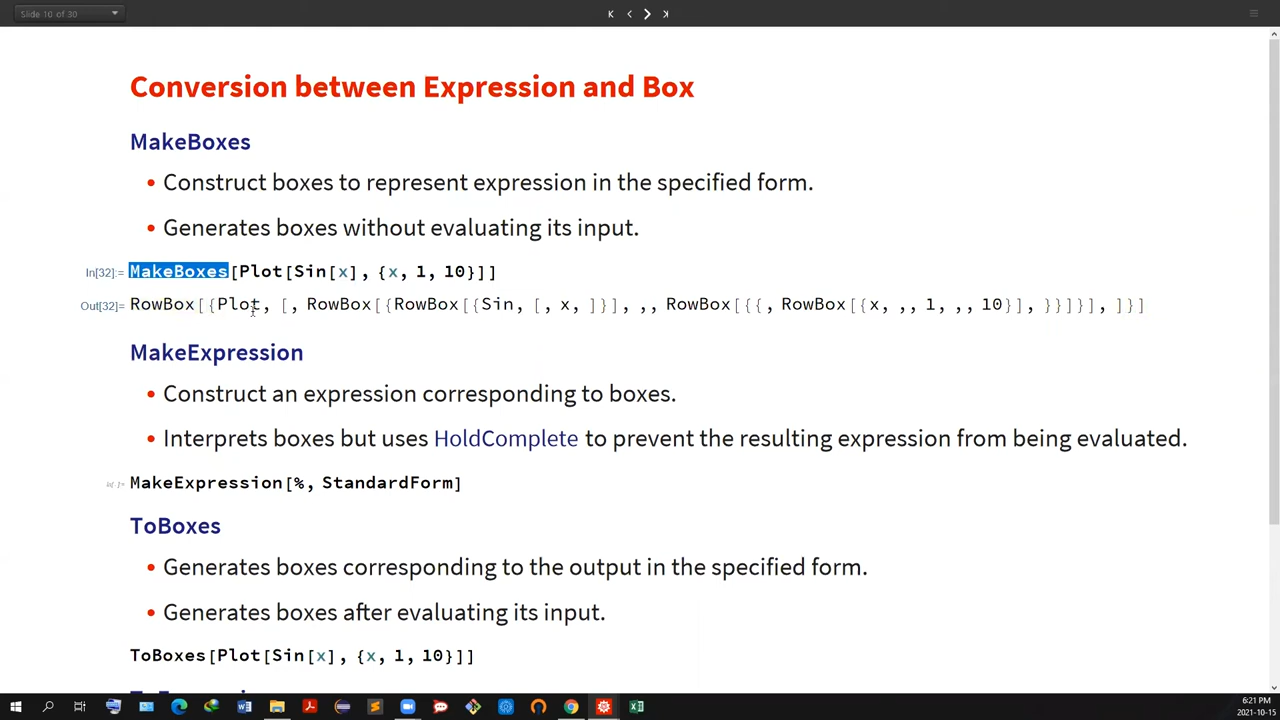 Slide 10 of 30
Conversion between Expression and Box
MakeBoxes
• Construct boxes to represent expression in the specified form.
• Generates boxes without evaluating its input.
In[32]:= MakeBoxes[Plot[Sin[x], {x, 1, 10}]]
Out[32]= RowBox[{Plot, [, RowBox[{RowBox[{Sin, [, x, ]}], ,, RowBox[{{, RowBox[{x, ,, 1, ,, 10}], }}]}], ]}]
MakeExpression
• Construct an expression corresponding to boxes.
• Interprets boxes but uses HoldComplete to prevent the resulting expression from being evaluated.
In[ ]:= MakeExpression[%, StandardForm]
ToBoxes
• Generates boxes corresponding to the output in the specified form.
• Generates boxes after evaluating its input.
ToBoxes[Plot[Sin[x], {x, 1, 10}]]
6:21 PM
2021-10-15